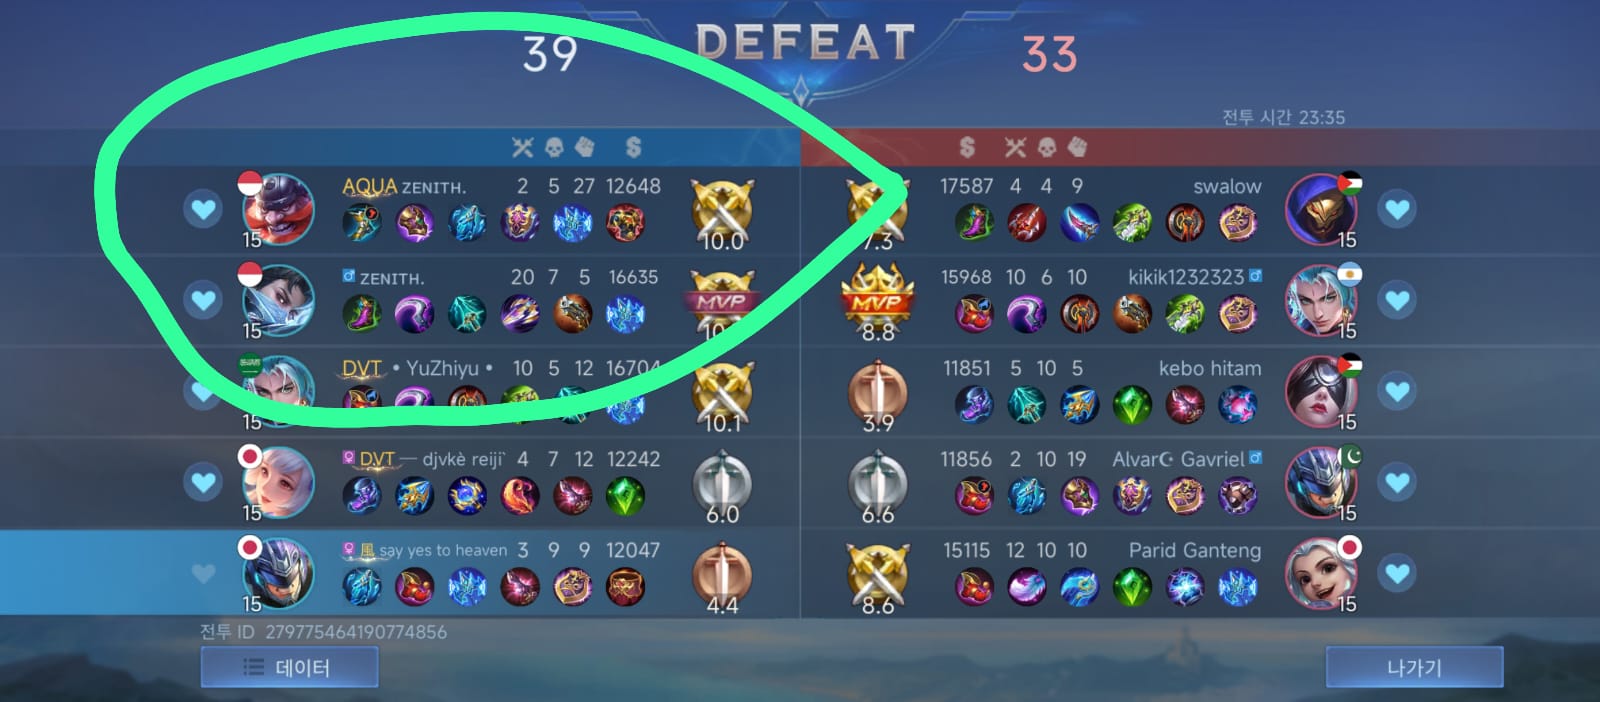 39 DEFEAT 33
전투 시간 23:35
AQUA ZENITH. 2 5 27 12648
15 10.0
17587 4 4 9 swalow
7.3 15
ZENITH. 20 7 5 16635
15 MVP
15968 10 6 10 kikik1232323
MVP 8.8 15
DVT • YuZhiyu • 10 5 12 16704
15 10.1
11851 5 10 5 kebo hitam
3.9 15
DVT — djvkè reiji` 4 7 12 12242
15 6.0
11856 2 10 19 Alvar☪ Gavriel
6.6 15
風 say yes to heaven 3 9 9 12047
15 4.4
15115 12 10 10 Parid Ganteng
8.6 15
전투 ID 279775464190774856
데이터
나가기